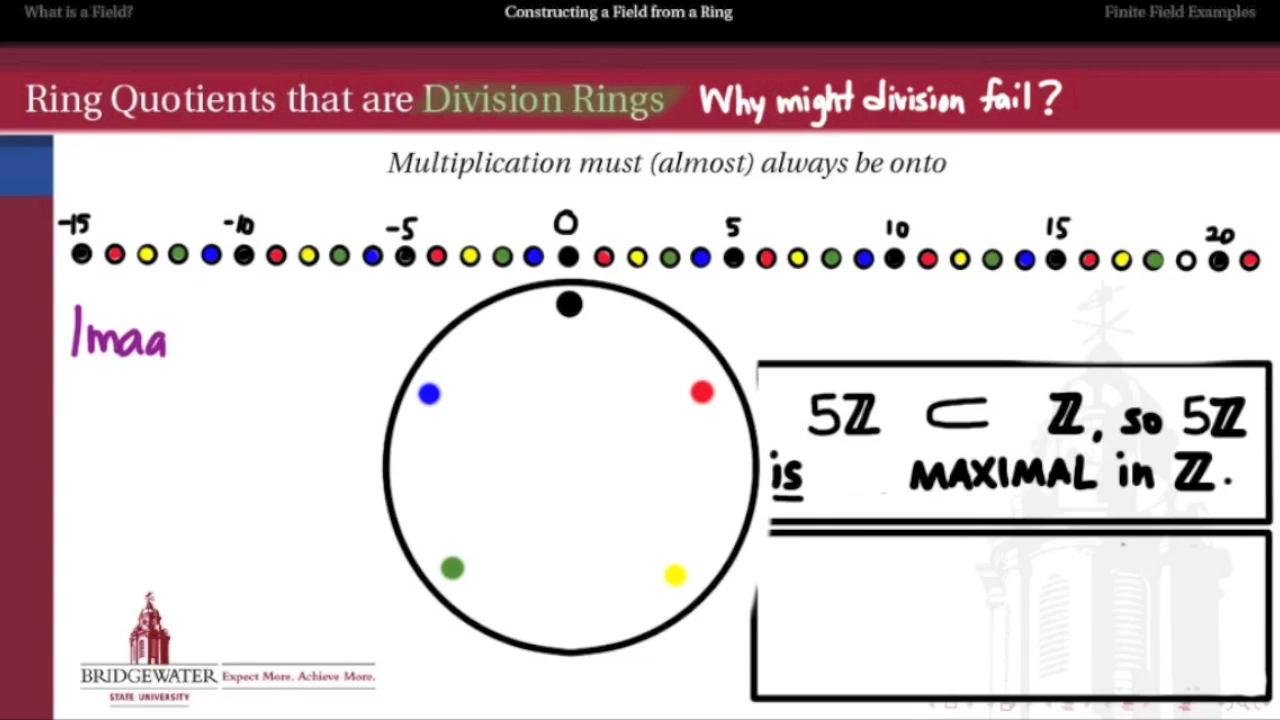 What is a Field? Constructing a Field from a Ring Finite Field Examples
Ring Quotients that are Division Rings Why might division fail?
Multiplication must (almost) always be onto
-15 -10 -5 0 5 10 15 20
Imag
5ℤ ⊂ ℤ, so 5ℤ
is MAXIMAL in ℤ.
BRIDGEWATER Expect More. Achieve More.
STATE UNIVERSITY